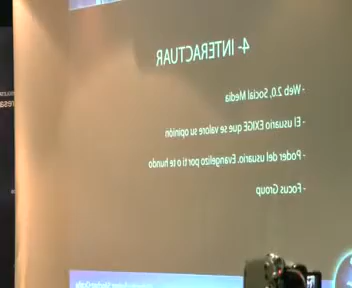 4- INTERACTUAR
- Web 2.0, Social Media
- El usuario EXIGE que se valore su opinión
- Poder del usuario. Evangelizo por ti o te hundo
- Focus Group